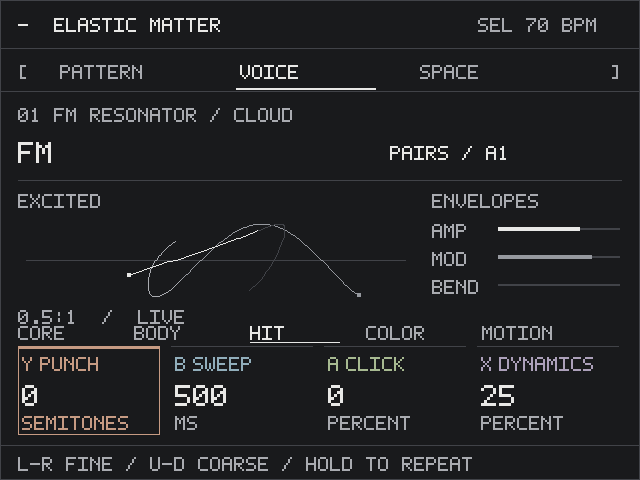 — ELASTIC MATTER SEL 70 BPM
[ PATTERN VOICE SPACE ]
01 FM RESONATOR / CLOUD
FM PAIRS / A1
EXCITED ENVELOPES
AMP
MOD
BEND
0.5:1 / LIVE
CORE BODY HIT COLOR MOTION
Y PUNCH B SWEEP A CLICK X DYNAMICS
0 500 0 25
SEMITONES MS PERCENT PERCENT
L-R FINE / U-D COARSE / HOLD TO REPEAT